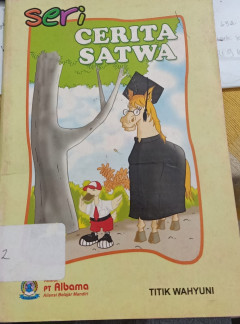 seri
CERITA
SATWA
2
PT Albama
TITIK WAHYUNI